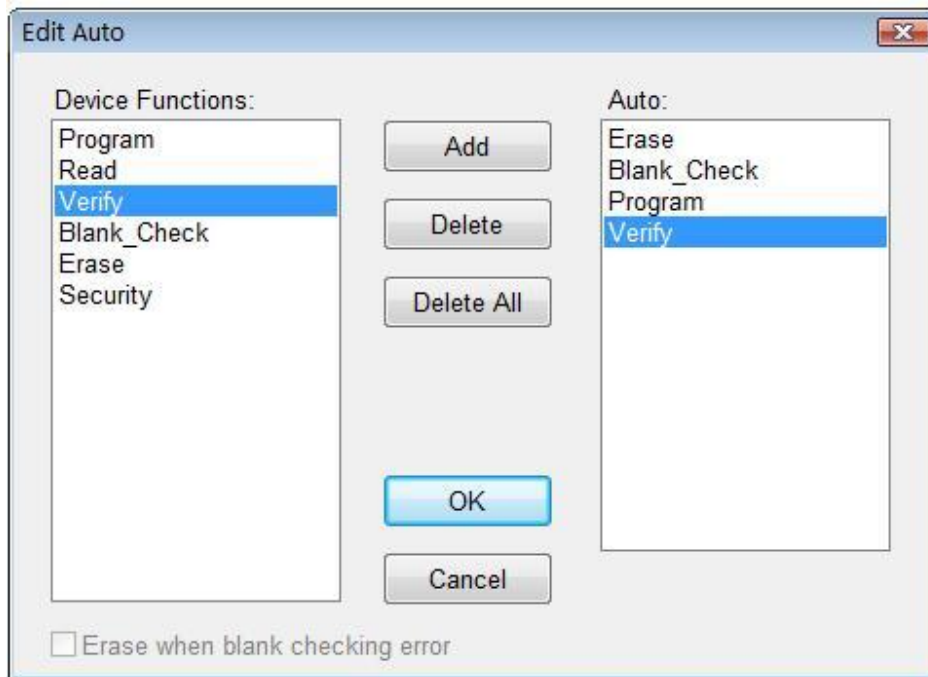 Edit Auto
Device Functions:
Program
Read
Verify
Blank_Check
Erase
Security
Add
Delete
Delete All
OK
Cancel
Auto:
Erase
Blank_Check
Program
Verify
Erase when blank checking error